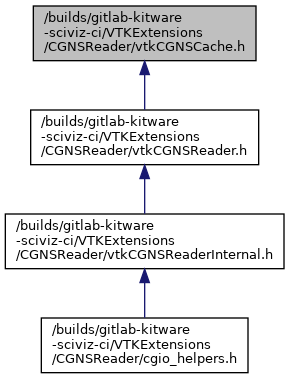 /builds/gitlab-kitware
-sciviz-ci/VTKExtensions
/CGNSReader/vtkCGNSCache.h
/builds/gitlab-kitware
-sciviz-ci/VTKExtensions
/CGNSReader/vtkCGNSReader.h
/builds/gitlab-kitware
-sciviz-ci/VTKExtensions
/CGNSReader/vtkCGNSReaderInternal.h
/builds/gitlab-kitware
-sciviz-ci/VTKExtensions
/CGNSReader/cgio_helpers.h